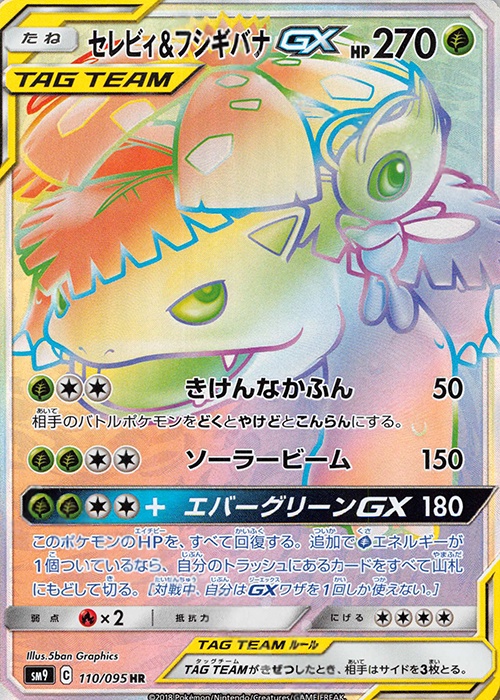 たね セレビィ&フシギバナGX HP270
TAG TEAM
きけんなかふん 50
相手のバトルポケモンをどくとやけどとこんらんにする。
ソーラービーム 150
+ エバーグリーンGX 180
このポケモンのHPを、すべて回復する。追加でエネルギーが
1個ついているなら、自分のトラッシュにあるカードをすべて山札
にもどして切る。[対戦中、自分はGXワザを1回しか使えない。]
弱点 ×2 抵抗力 にげる
Illus.5ban Graphics
TAG TEAM ルール
TAG TEAMがきぜつしたとき、相手はサイドを3枚とる。
SM9 C 110/095 HR
©2018 Pokémon/Nintendo/Creatures/GAMEFREAK